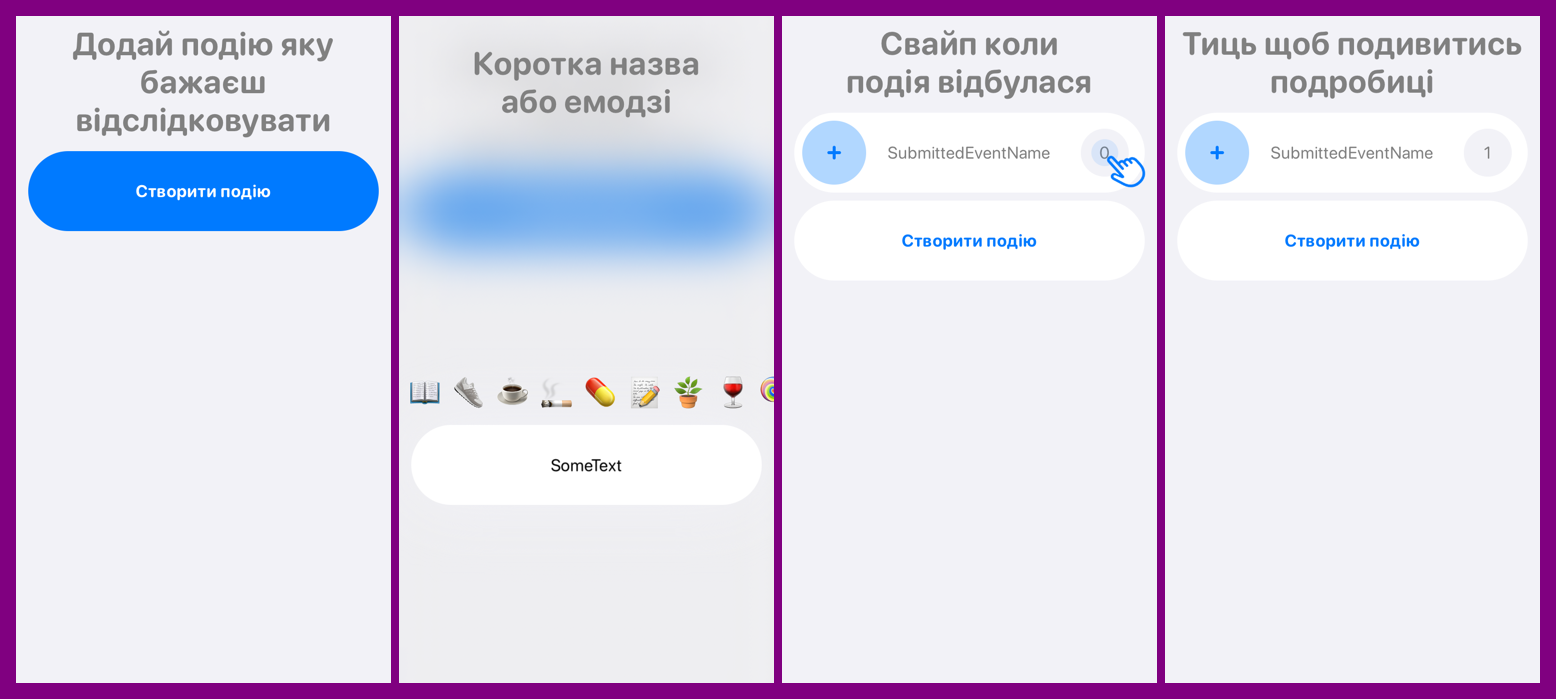 Додай подію яку
бажаєш
відслідковувати
Створити подію
Коротка назва
або емодзі
SomeText
Свайп коли
подія відбулася
+ SubmittedEventName 0
Створити подію
Тиць щоб подивитись
подробиці
+ SubmittedEventName 1
Створити подію